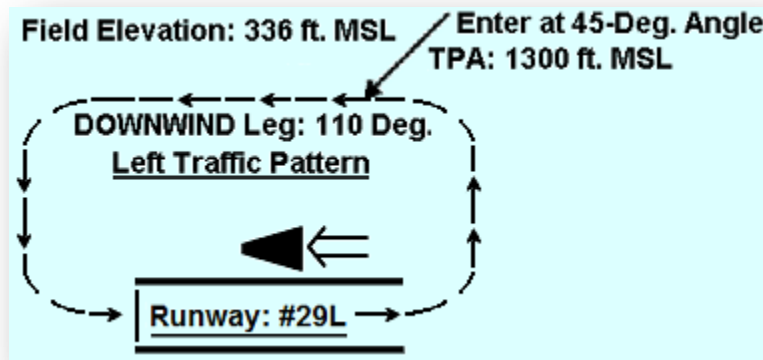 Field Elevation: 336 ft. MSL
Enter at 45-Deg. Angle
TPA: 1300 ft. MSL
DOWNWIND Leg: 110 Deg.
Left Traffic Pattern
Runway: #29L